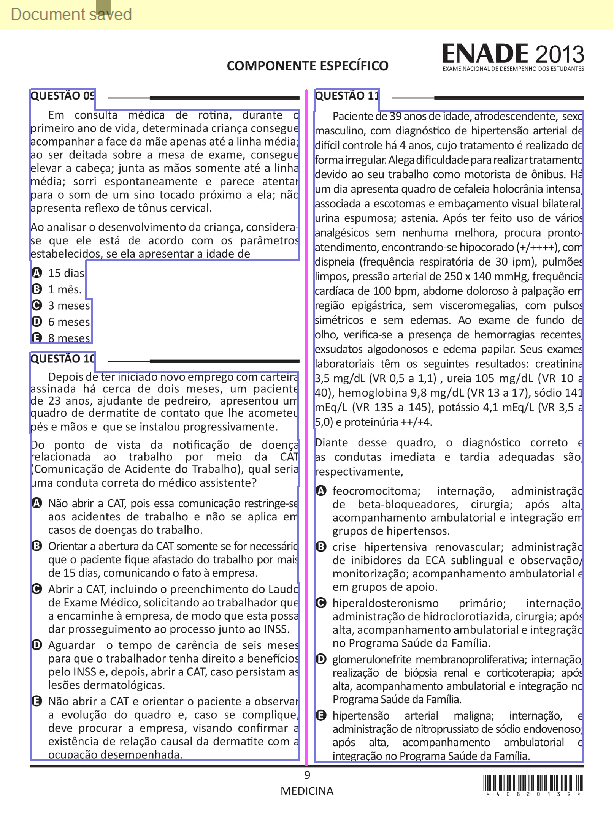 Document saved
COMPONENTE ESPECÍFICO
ENADE 2013
EXAME NACIONAL DE DESEMPENHO DOS ESTUDANTES
QUESTÃO 09
Em consulta médica de rotina, durante o
primeiro ano de vida, determinada criança consegue
acompanhar a face da mãe apenas até a linha média;
ao ser deitada sobre a mesa de exame, consegue
elevar a cabeça; junta as mãos somente até a linha
média; sorri espontaneamente e parece atentar
para o som de um sino tocado próximo a ela; não
apresenta reflexo de tônus cervical.
Ao analisar o desenvolvimento da criança, considera-
se que ele está de acordo com os parâmetros
estabelecidos, se ela apresentar a idade de
A 15 dias
B 1 mês.
C 3 meses
D 6 meses
E 8 meses
QUESTÃO 10
Depois de ter iniciado novo emprego com carteira
assinada há cerca de dois meses, um paciente
de 23 anos, ajudante de pedreiro, apresentou um
quadro de dermatite de contato que lhe acometeu
pés e mãos e que se instalou progressivamente.
Do ponto de vista da notificação de doença
relacionada ao trabalho por meio da CAT
(Comunicação de Acidente do Trabalho), qual seria
uma conduta correta do médico assistente?
A Não abrir a CAT, pois essa comunicação restringe-se
aos acidentes de trabalho e não se aplica em
casos de doenças do trabalho.
B Orientar a abertura da CAT somente se for necessário
que o paciente fique afastado do trabalho por mais
de 15 dias, comunicando o fato à empresa.
C Abrir a CAT, incluindo o preenchimento do Laudo
de Exame Médico, solicitando ao trabalhador que
a encaminhe à empresa, de modo que esta possa
dar prosseguimento ao processo junto ao INSS.
D Aguardar o tempo de carência de seis meses
para que o trabalhador tenha direito a benefícios
pelo INSS e, depois, abrir a CAT, caso persistam as
lesões dermatológicas.
E Não abrir a CAT e orientar o paciente a observar
a evolução do quadro e, caso se complique,
deve procurar a empresa, visando confirmar a
existência de relação causal da dermatite com a
ocupação desempenhada.
QUESTÃO 11
Paciente de 39 anos de idade, afrodescendente, sexo
masculino, com diagnóstico de hipertensão arterial de
difícil controle há 4 anos, cujo tratamento é realizado de
forma irregular. Alega dificuldade para realizar tratamento
devido ao seu trabalho como motorista de ônibus. Há
um dia apresenta quadro de cefaleia holocrânia intensa,
associada a escotomas e embaçamento visual bilateral,
urina espumosa; astenia. Após ter feito uso de vários
analgésicos sem nenhuma melhora, procura pronto-
atendimento, encontrando-se hipocorado (+/++++), com
dispneia (frequência respiratória de 30 ipm), pulmões
limpos, pressão arterial de 250 x 140 mmHg, frequência
cardíaca de 100 bpm, abdome doloroso à palpação em
região epigástrica, sem visceromegalias, com pulsos
simétricos e sem edemas. Ao exame de fundo de
olho, verifica-se a presença de hemorragias recentes,
exsudatos algodonosos e edema papilar. Seus exames
laboratoriais têm os seguintes resultados: creatinina
3,5 mg/dL (VR 0,5 a 1,1) , ureia 105 mg/dL (VR 10 a
40), hemoglobina 9,8 mg/dL (VR 13 a 17), sódio 141
mEq/L (VR 135 a 145), potássio 4,1 mEq/L (VR 3,5 a
5,0) e proteinúria ++/+4.
Diante desse quadro, o diagnóstico correto e
as condutas imediata e tardia adequadas são,
respectivamente,
A feocromocitoma; internação, administração
de beta-bloqueadores, cirurgia; após alta,
acompanhamento ambulatorial e integração em
grupos de hipertensos.
B crise hipertensiva renovascular; administração
de inibidores da ECA sublingual e observação/
monitorização; acompanhamento ambulatorial e
em grupos de apoio.
C hiperaldosteronismo primário; internação,
administração de hidroclorotiazida, cirurgia; após
alta, acompanhamento ambulatorial e integração
no Programa Saúde da Família.
D glomerulonefrite membranoproliferativa; internação,
realização de biópsia renal e corticoterapia; após
alta, acompanhamento ambulatorial e integração no
Programa Saúde da Família.
E hipertensão arterial maligna; internação, e
administração de nitroprussiato de sódio endovenoso;
após alta, acompanhamento ambulatorial e
integração no Programa Saúde da Família.
9
MEDICINA